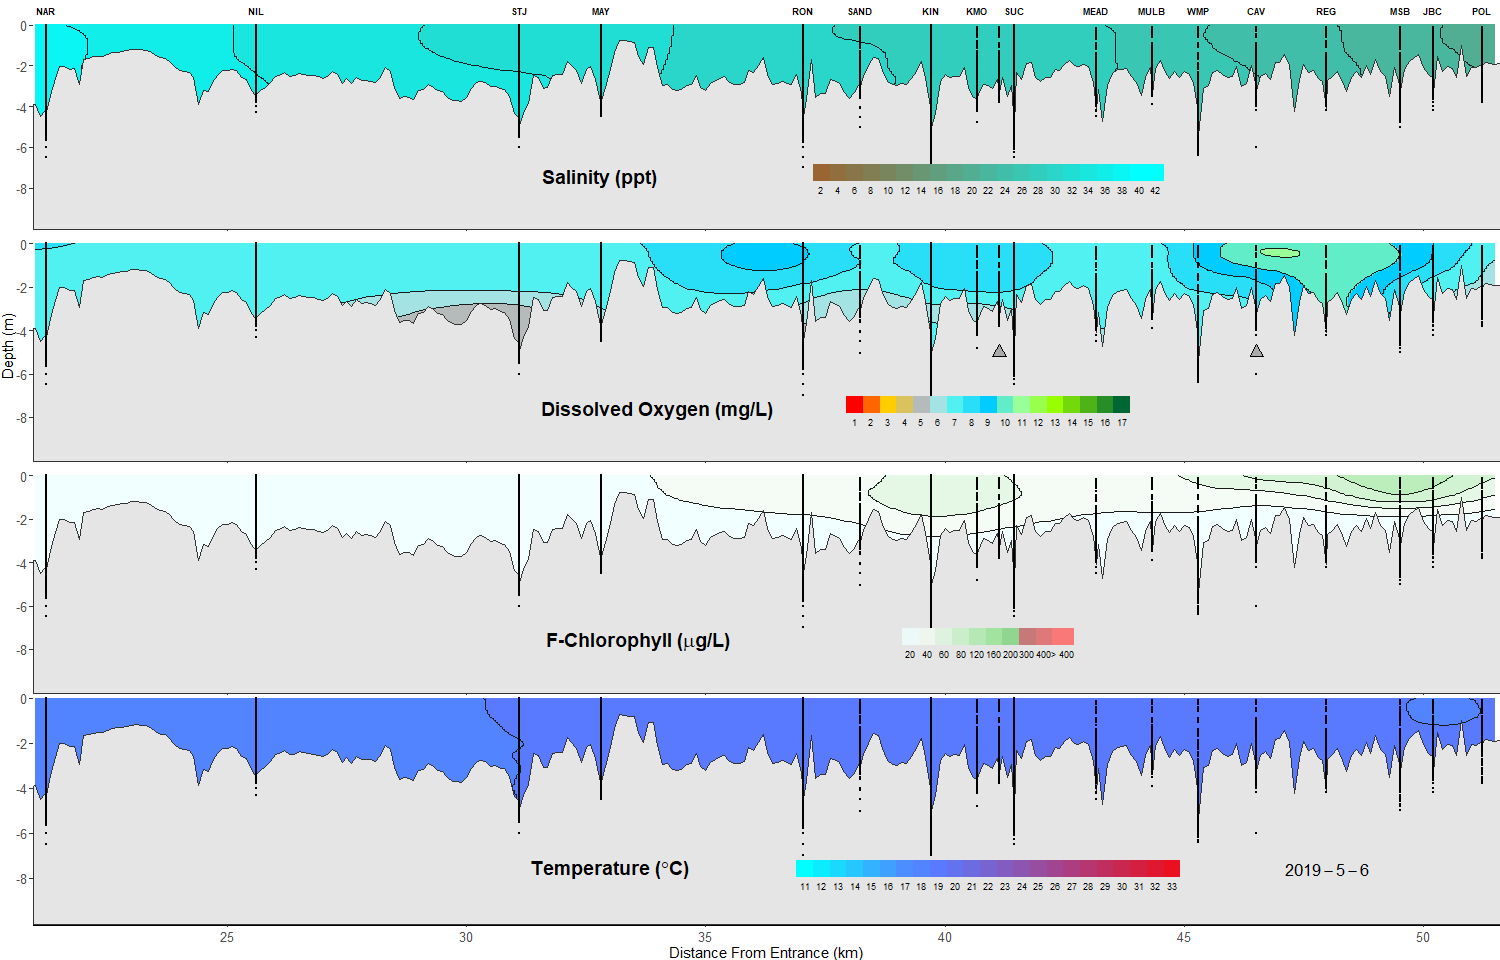 NAR NIL STJ MAY RON SAND KIN KMO SUC MEAD MULB WMP CAV REG MSB JBC POL
0
-2
-4
-6
-8
Salinity (ppt)
2 4 6 8 10 12 14 16 18 20 22 24 26 28 30 32 34 36 38 40 42
0
-2
-4
-6
-8
Depth (m)
Dissolved Oxygen (mg/L)
1 2 3 4 5 6 7 8 9 10 11 12 13 14 15 16 17
0
-2
-4
-6
-8
F-Chlorophyll (μg/L)
20 40 60 80 120 160 200 300 400 > 400
0
-2
-4
-6
-8
Temperature (°C)
11 12 13 14 15 16 17 18 19 20 21 22 23 24 25 26 27 28 29 30 31 32 33
2019 – 5 – 6
25 30 35 40 45 50
Distance From Entrance (km)